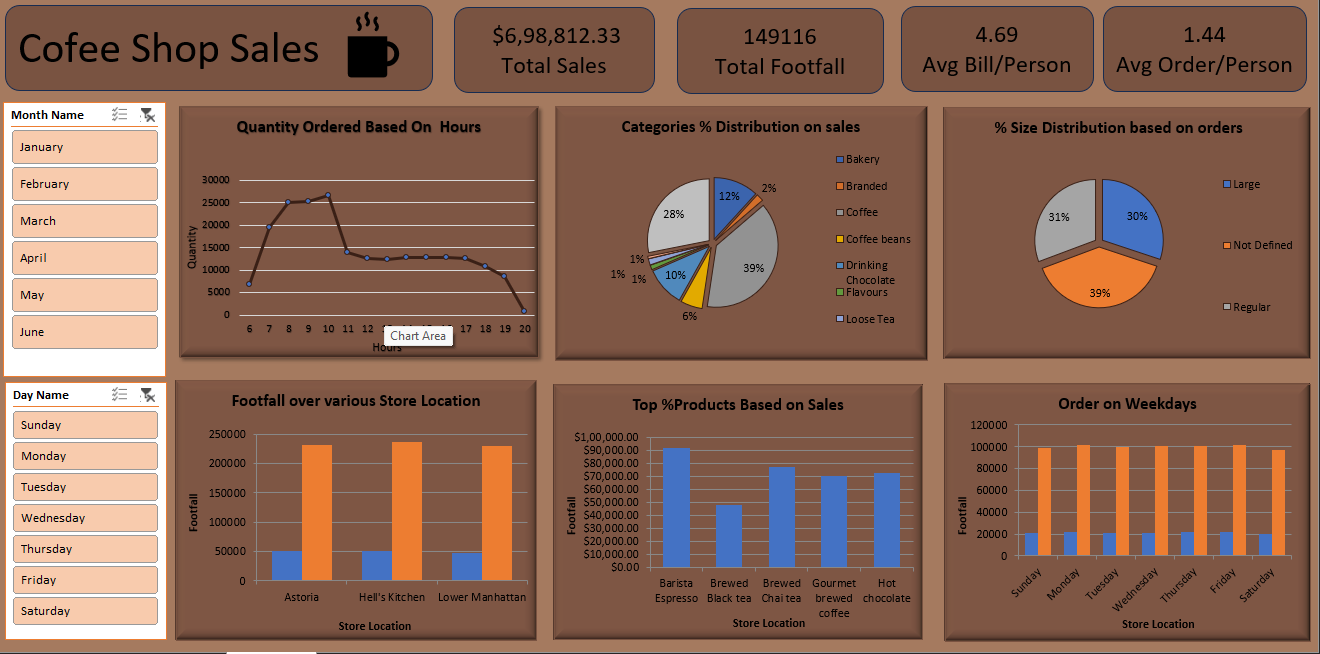 Cofee Shop Sales
$6,98,812.33
Total Sales
149116
Total Footfall
4.69
Avg Bill/Person
1.44
Avg Order/Person
Month Name
January
February
March
April
May
June
Quantity Ordered Based On Hours
30000
25000
20000
15000
10000
5000
0
Quantity
6 7 8 9 10 11 12 17 18 19 20
Chart Area
Hours
Categories % Distribution on sales
12%
2%
39%
6%
10%
1%
1%
1%
28%
Bakery
Branded
Coffee
Coffee beans
Drinking
Chocolate
Flavours
Loose Tea
% Size Distribution based on orders
30%
39%
31%
Large
Not Defined
Regular
Day Name
Sunday
Monday
Tuesday
Wednesday
Thursday
Friday
Saturday
Footfall over various Store Location
250000
200000
150000
100000
50000
0
Footfall
Astoria Hell's Kitchen Lower Manhattan
Store Location
Top %Products Based on Sales
$1,00,000.00
$90,000.00
$80,000.00
$70,000.00
$60,000.00
$50,000.00
$40,000.00
$30,000.00
$20,000.00
$10,000.00
$0.00
Footfall
Barista Brewed Brewed Gourmet Hot
Espresso Black tea Chai tea brewed chocolate
coffee
Store Location
Order on Weekdays
120000
100000
80000
60000
40000
20000
0
Footfall
Sunday Monday Tuesday Wednesday Thursday Friday Saturday
Store Location